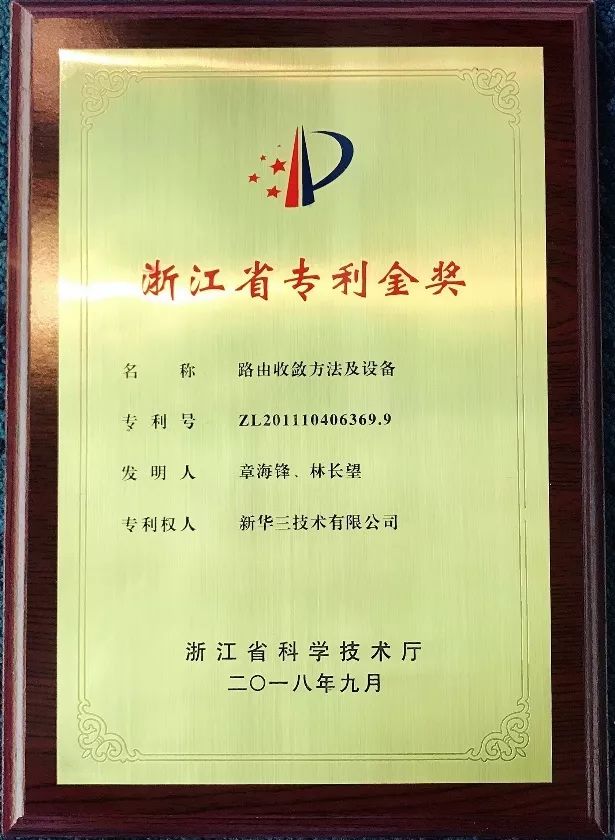 浙江省专利金奖
名称 路由收敛方法及设备
专利号 ZL201110406369.9
发明人 章海锋、林长望
专利权人 新华三技术有限公司
浙江省科学技术厅
二〇一八年九月